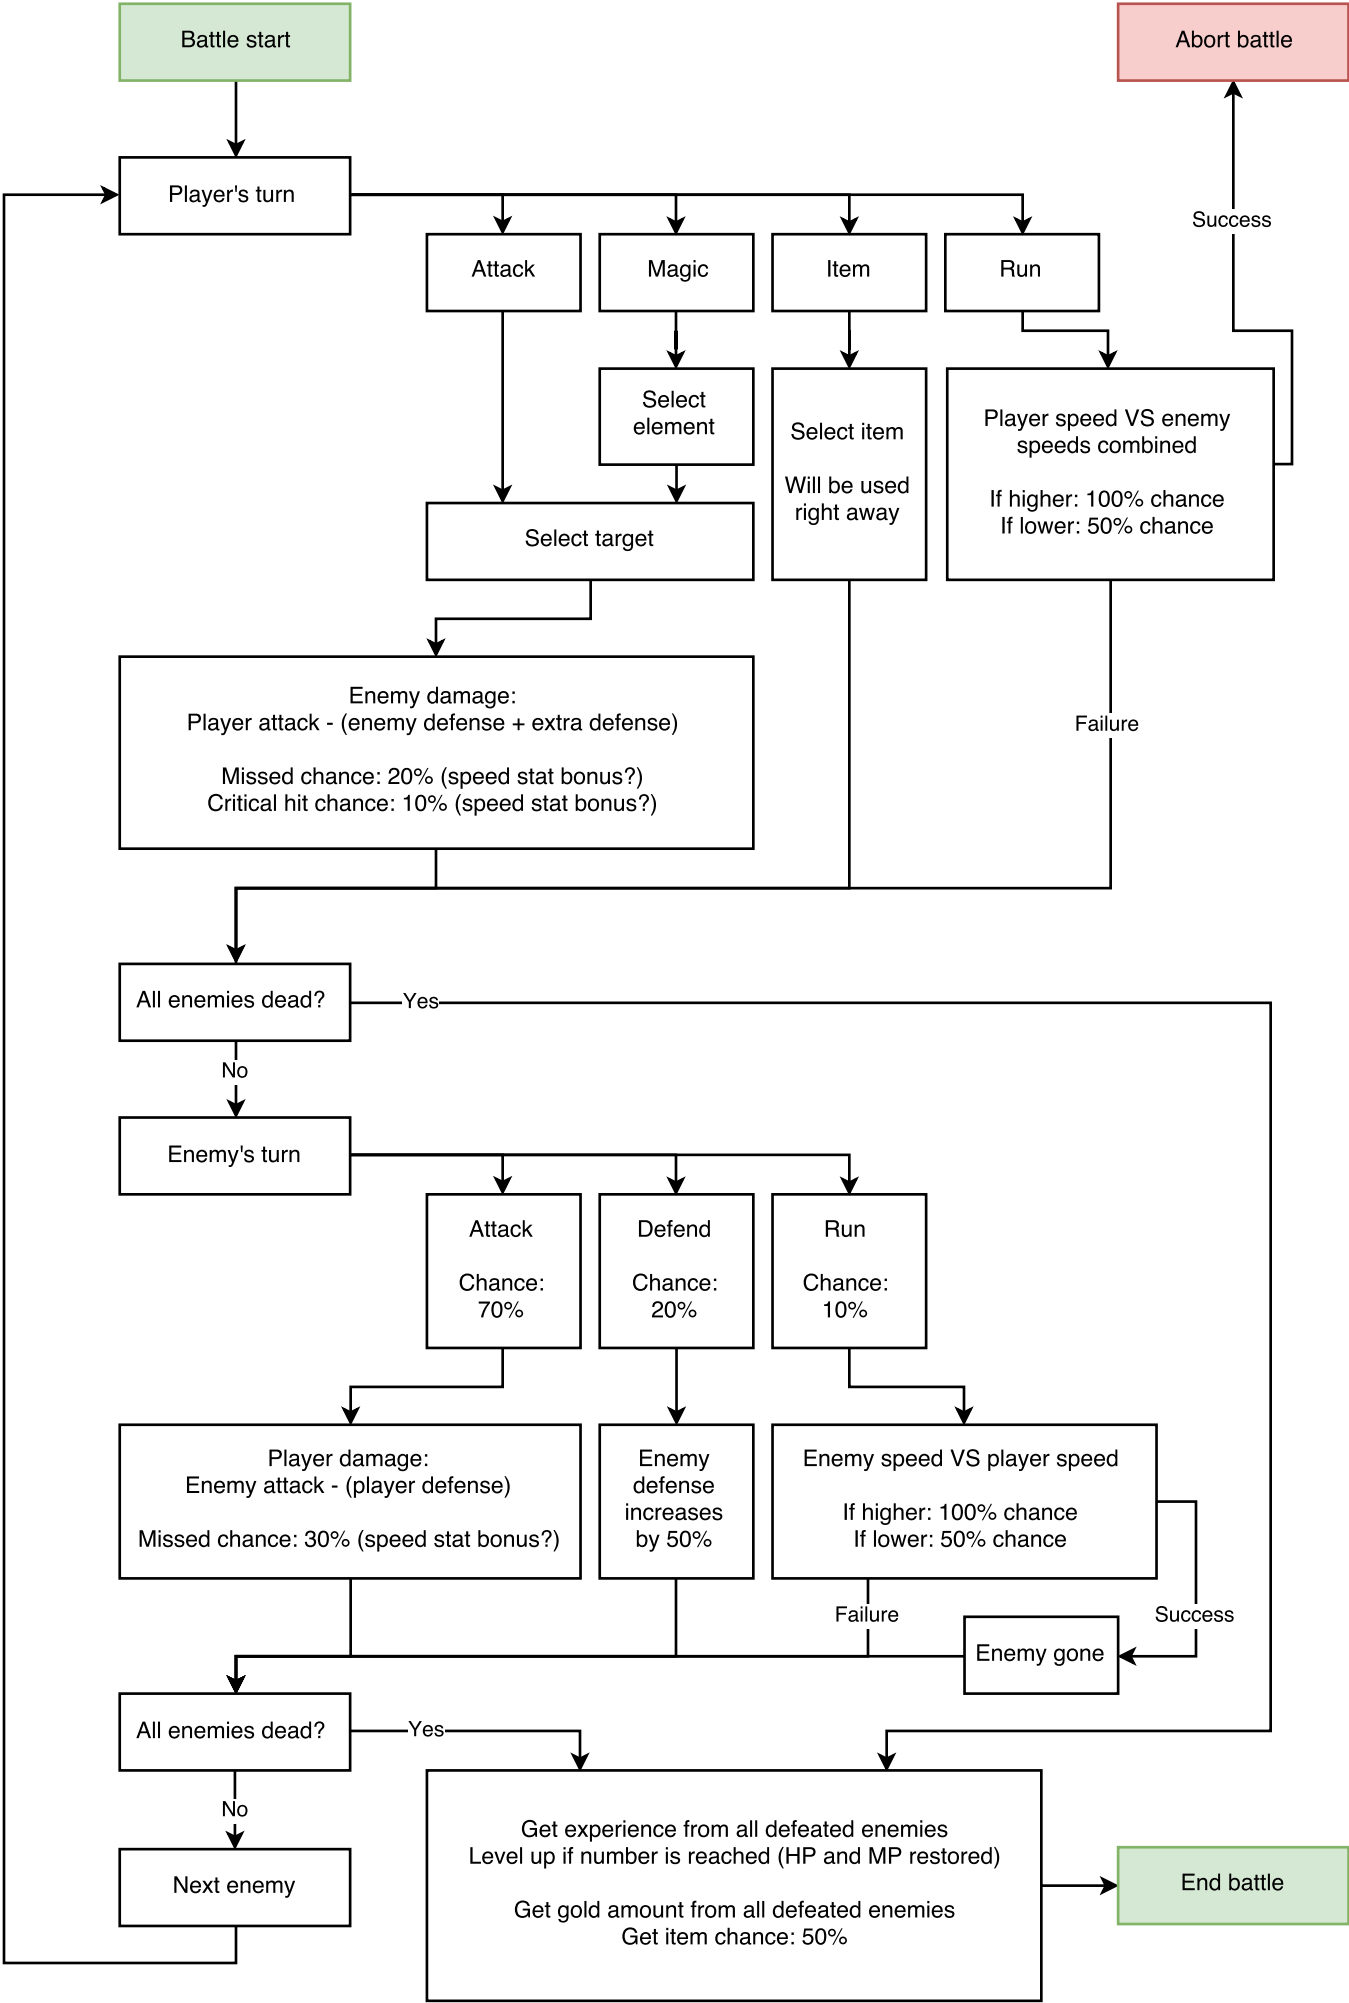 Battle start
Abort battle
Player's turn
Success
Attack
Magic
Item
Run
Select
element
Select item
Will be used
right away
Player speed VS enemy
speeds combined
If higher: 100% chance
If lower: 50% chance
Select target
Enemy damage:
Player attack - (enemy defense + extra defense)
Missed chance: 20% (speed stat bonus?)
Critical hit chance: 10% (speed stat bonus?)
Failure
All enemies dead?
Yes
No
Enemy's turn
Attack
Chance:
70%
Defend
Chance:
20%
Run
Chance:
10%
Player damage:
Enemy attack - (player defense)
Missed chance: 30% (speed stat bonus?)
Enemy
defense
increases
by 50%
Enemy speed VS player speed
If higher: 100% chance
If lower: 50% chance
Failure
Success
Enemy gone
All enemies dead?
Yes
No
Next enemy
Get experience from all defeated enemies
Level up if number is reached (HP and MP restored)
Get gold amount from all defeated enemies
Get item chance: 50%
End battle